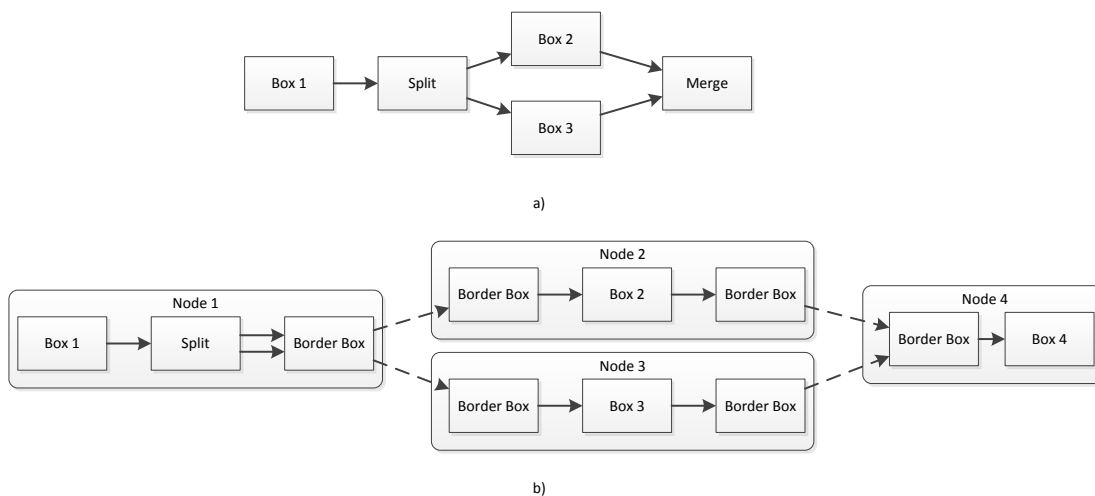 Box 2
Box 1
Split
Merge
Box 3
a)
Node 1
Box 1
Split
Border Box
Node 2
Border Box
Box 2
Border Box
Node 3
Border Box
Box 3
Border Box
Node 4
Border Box
Box 4
b)